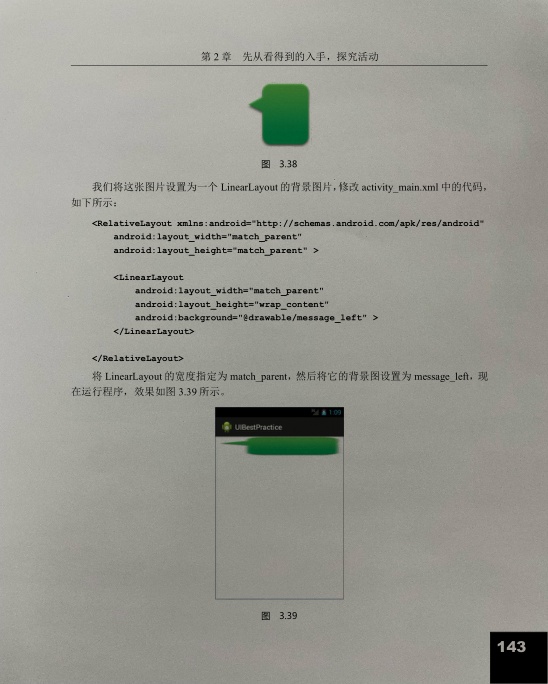 第 2 章 先从看得到的入手，探究活动
图 3.38
我们将这张图片设置为一个 LinearLayout 的背景图片，修改 activity_main.xml 中的代码，
如下所示：
<RelativeLayout xmlns:android="http://schemas.android.com/apk/res/android"
android:layout_width="match_parent"
android:layout_height="match_parent" >
<LinearLayout
android:layout_width="match_parent"
android:layout_height="wrap_content"
android:background="@drawable/message_left" >
</LinearLayout>
</RelativeLayout>
将 LinearLayout 的宽度指定为 match_parent，然后将它的背景图设置为 message_left，现
在运行程序，效果如图 3.39 所示。
1:09
UIBestPractice
图 3.39
143